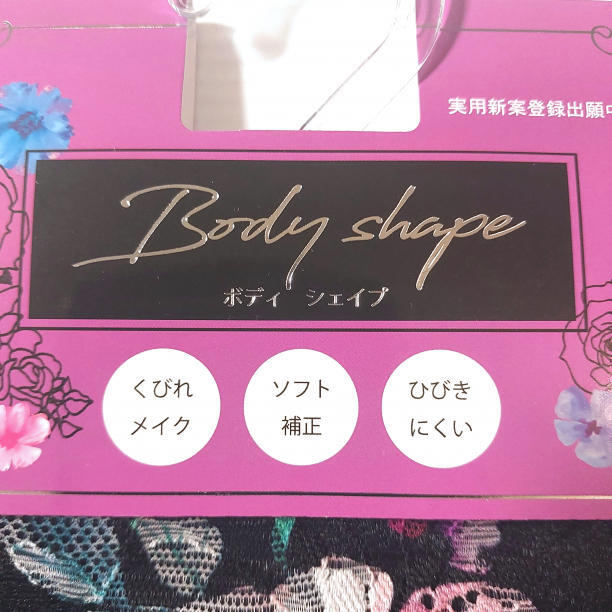 実用新案登録出願中
Body shape
ボディ シェイプ
くびれ
メイク
ソフト
補正
ひびき
にくい